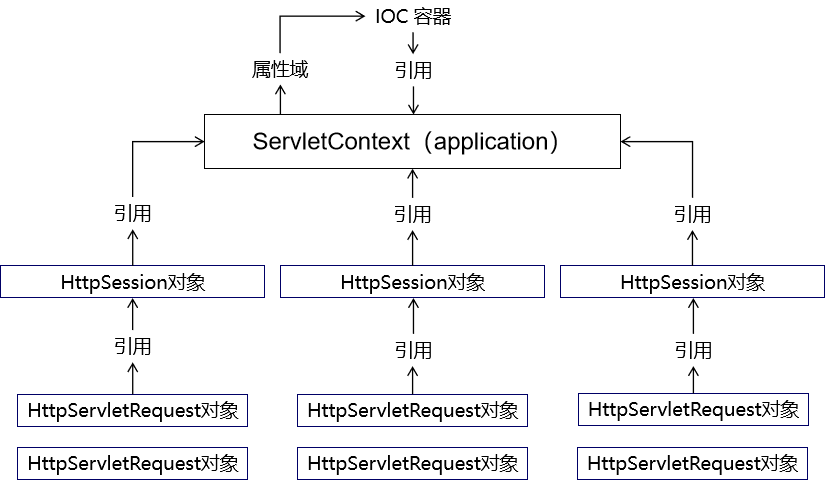 IOC 容器
属性域
引用
ServletContext（application）
引用
引用
引用
HttpSession对象
HttpSession对象
HttpSession对象
引用
引用
引用
HttpServletRequest对象
HttpServletRequest对象
HttpServletRequest对象
HttpServletRequest对象
HttpServletRequest对象
HttpServletRequest对象